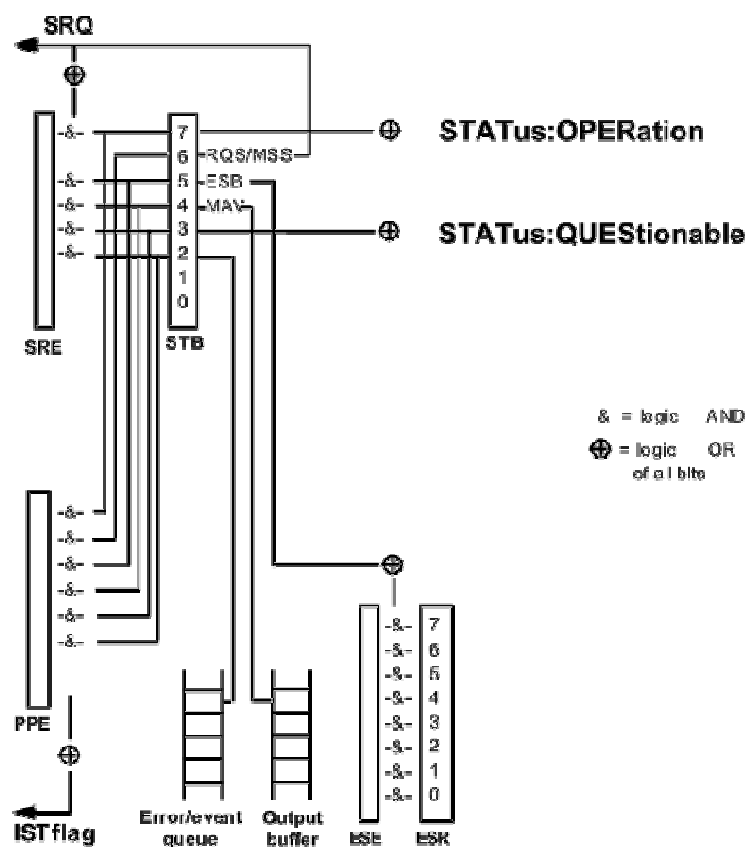 SRQ
-&- 7 STATus:OPERation
6 RQS/MSS
-&- 5 ESB
-&- 4 MAV
-&- 3 STATus:QUEStionable
-&- 2
1
0
SRE STB
& = logic AND
= logic OR
of all bits
-&-
-&-
-&-
-&-
-&-
-&-
-&- 7
-&- 6
-&- 5
-&- 4
-&- 3
-&- 2
-&- 1
-&- 0
PPE
ISTflag
Error/event
queue
Output
buffer
ESE ESR